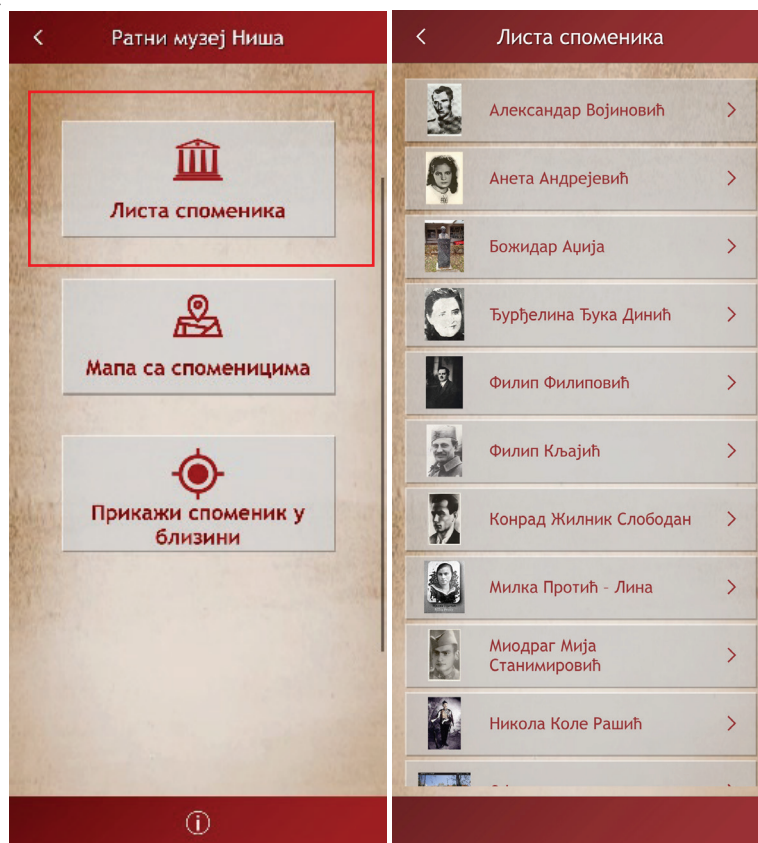 Ратни музеј Ниша
Листа споменика
Мапа са споменицима
Прикажи споменик у
близини
Листа споменика
Александар Војиновић
Анета Андрејевић
Божидар Аџија
Ђурђелина Ђука Динић
Филип Филиповић
Филип Кљајић
Конрад Жилник Слободан
Милка Протић - Лина
Миодраг Мија
Станимировић
Никола Коле Рашић